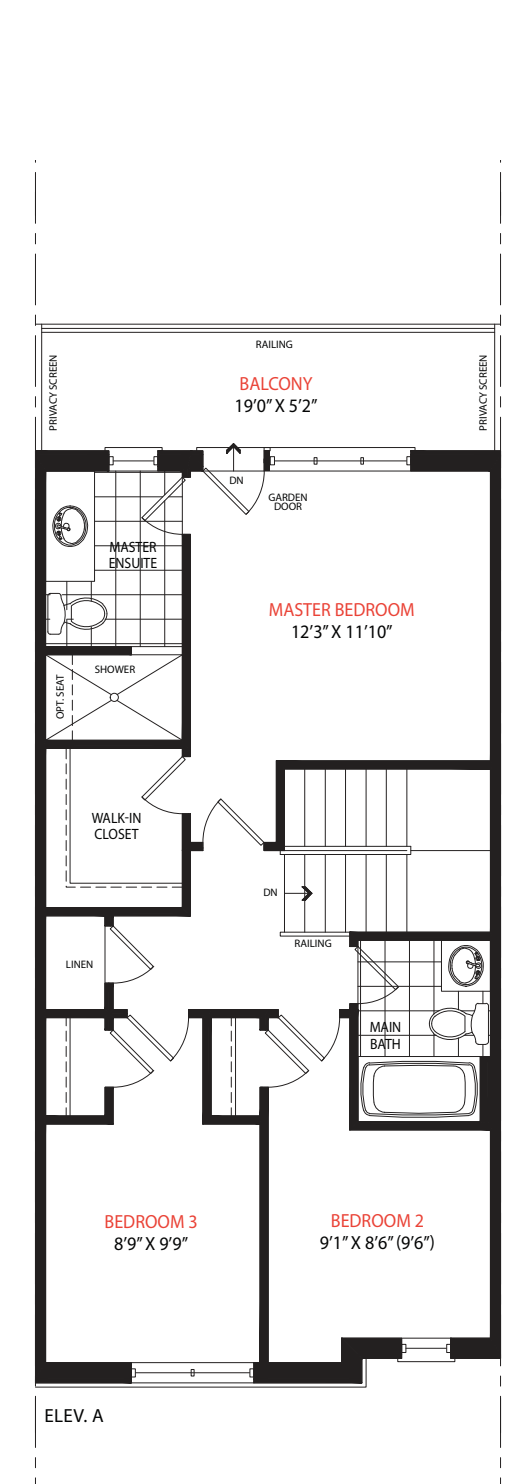 RAILING
PRIVACY SCREEN
PRIVACY SCREEN
BALCONY
19'0" X 5'2"
DN
GARDEN
DOOR
MASTER
ENSUITE
MASTER BEDROOM
12'3" X 11'10"
SHOWER
OPT. SEAT
WALK-IN
CLOSET
DN
RAILING
LINEN
MAIN
BATH
BEDROOM 3
8'9" X 9'9"
BEDROOM 2
9'1" X 8'6" (9'6")
ELEV. A